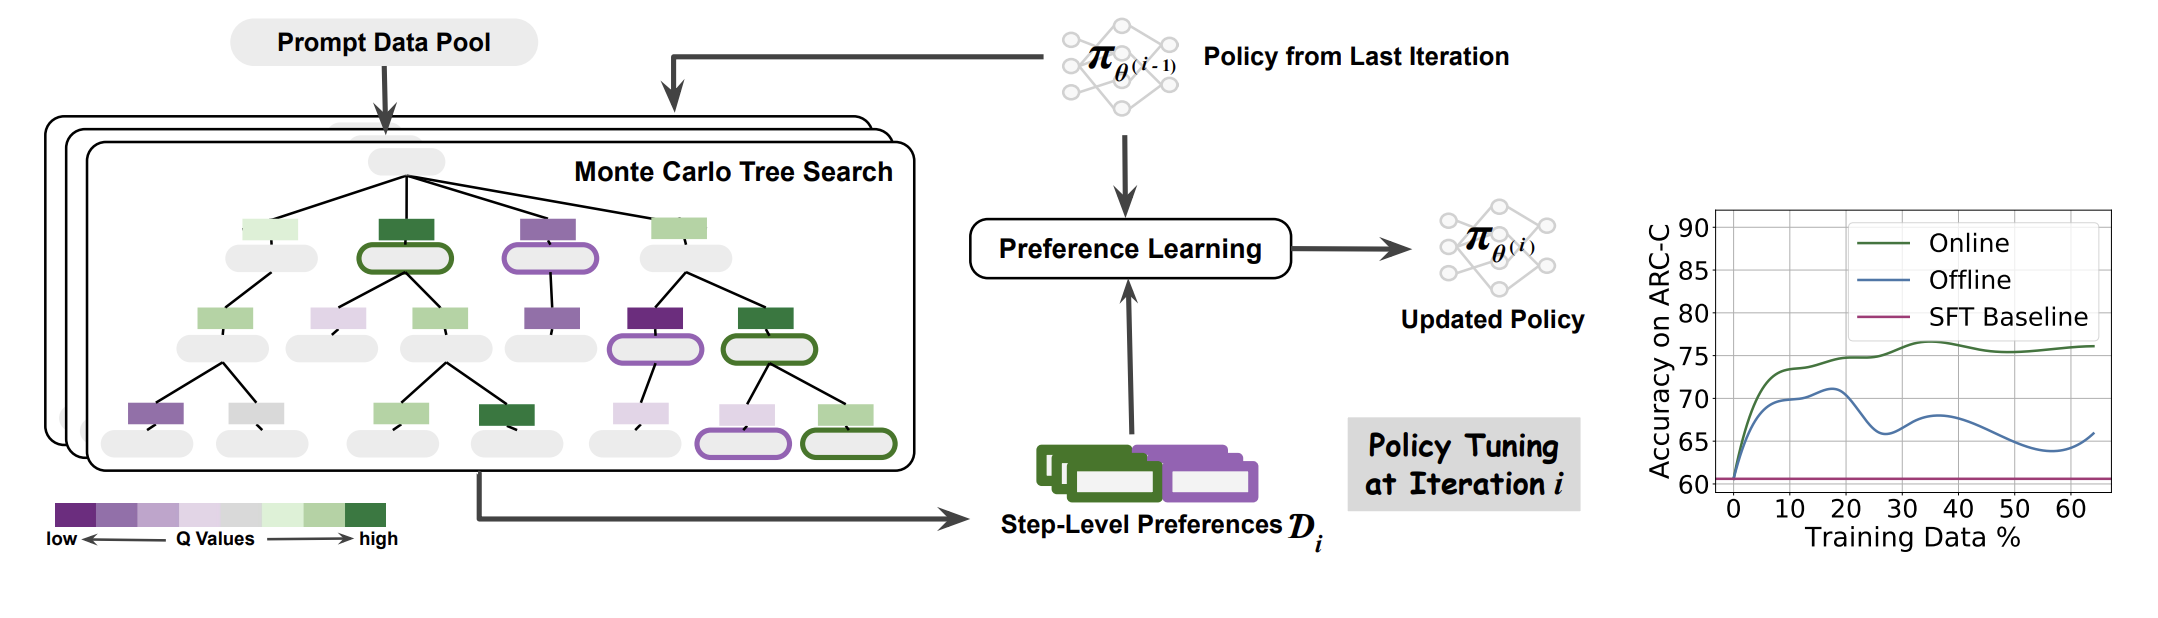 Prompt Data Pool
π θ(i-1)
Policy from Last Iteration
Monte Carlo Tree Search
Preference Learning
π θ(i)
Updated Policy
low
Q Values
high
Step-Level Preferences D i
Policy Tuning
at Iteration i
Accuracy on ARC-C
90
85
80
75
70
65
60
Online
Offline
SFT Baseline
0 10 20 30 40 50 60
Training Data %